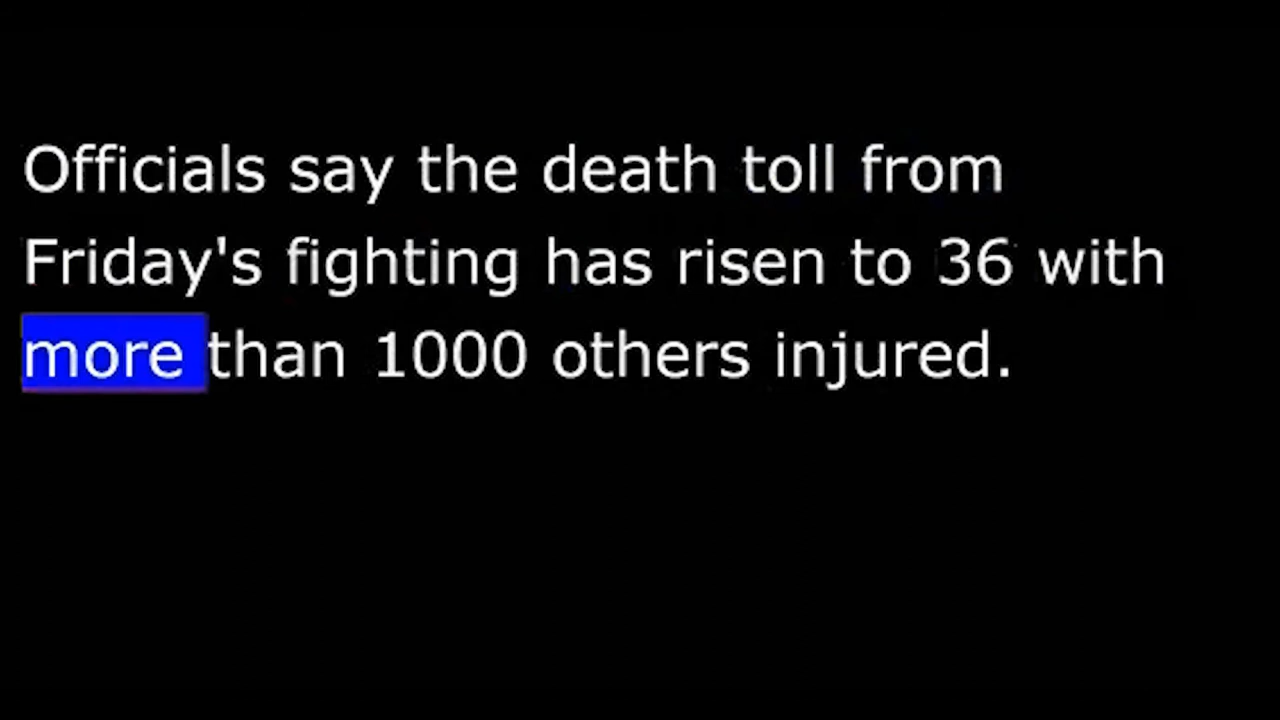 Officials say the death toll from
Friday's fighting has risen to 36 with
more than 1000 others injured.